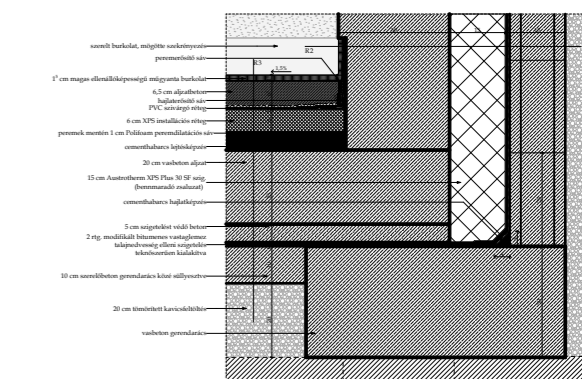 szerelt burkolat, mögötte szekrényezés
R2
peremerősítő sáv
R3
1,5%
1⁵ cm magas ellenállóképességű műgyanta burkolat
6,5 cm aljzatbeton
hajlaterősítő sáv
PVC szivárgó réteg
6 cm XPS installációs réteg
peremek mentén 1 cm Polifoam peremdilatációs sáv
cementhabarcs lejtésképzés
20 cm vasbeton aljzat
15 cm Austrotherm XPS Plus 30 SF szig.
(bennmaradó zsaluzat)
cementhabarcs hajlatképzés
5 cm szigetelést védő beton
2 rtg. modifikált bitumenes vastaglemez
talajnedvesség elleni szigetelés
teknőszerűen kialakítva
10 cm szerelőbeton gerendarács közé süllyesztve
20 cm tömörített kavicsfeltöltés
vasbeton gerendarács